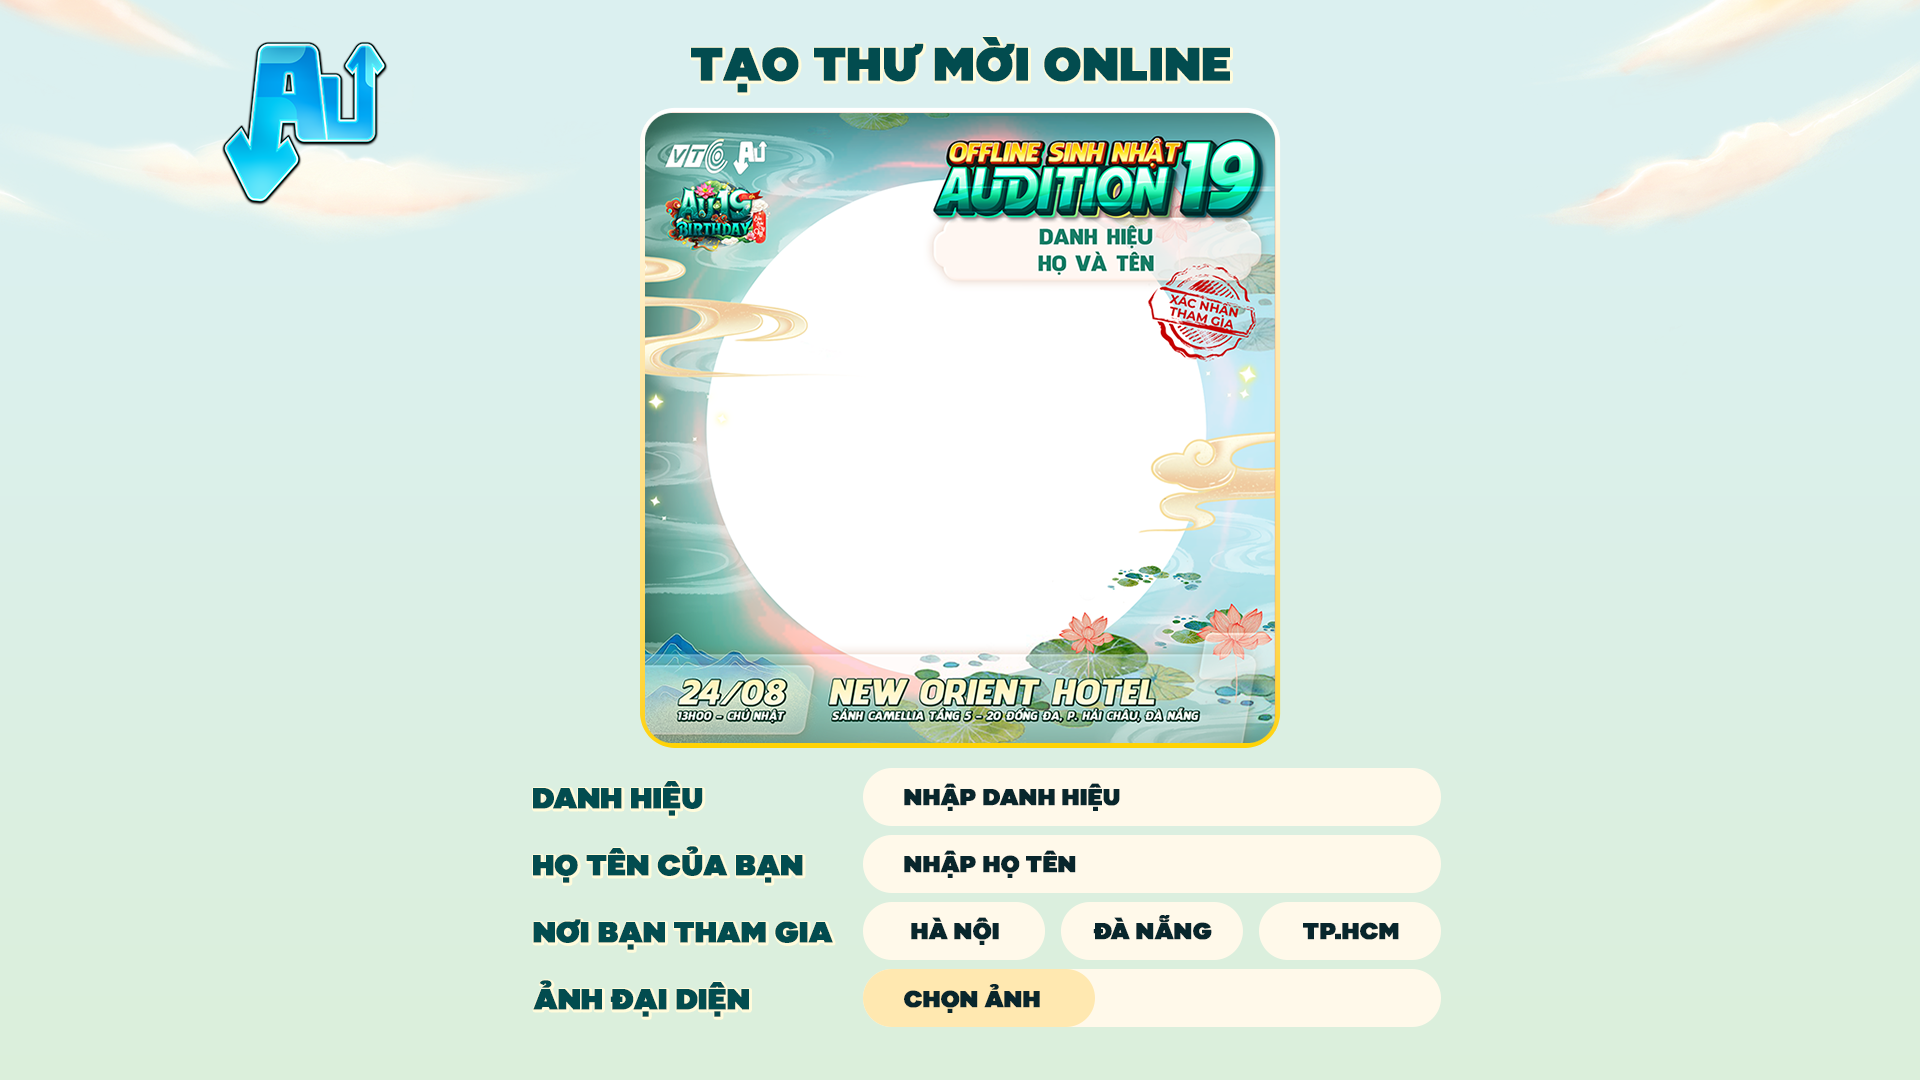 AU
TẠO THƯ MỜI ONLINE
VTC AU
AU19
BIRTHDAY
OFFLINE SINH NHẬT
AUDITION 19
DANH HIỆU
HỌ VÀ TÊN
XÁC NHẬN
THAM GIA
24/08
13H00 - CHỦ NHẬT
NEW ORIENT HOTEL
SẢNH CAMELLIA TẦNG 5 - 20 ĐỐNG ĐA, P. HẢI CHÂU, ĐÀ NẴNG
DANH HIỆU
NHẬP DANH HIỆU
HỌ TÊN CỦA BẠN
NHẬP HỌ TÊN
NƠI BẠN THAM GIA
HÀ NỘI
ĐÀ NẴNG
TP.HCM
ẢNH ĐẠI DIỆN
CHỌN ẢNH